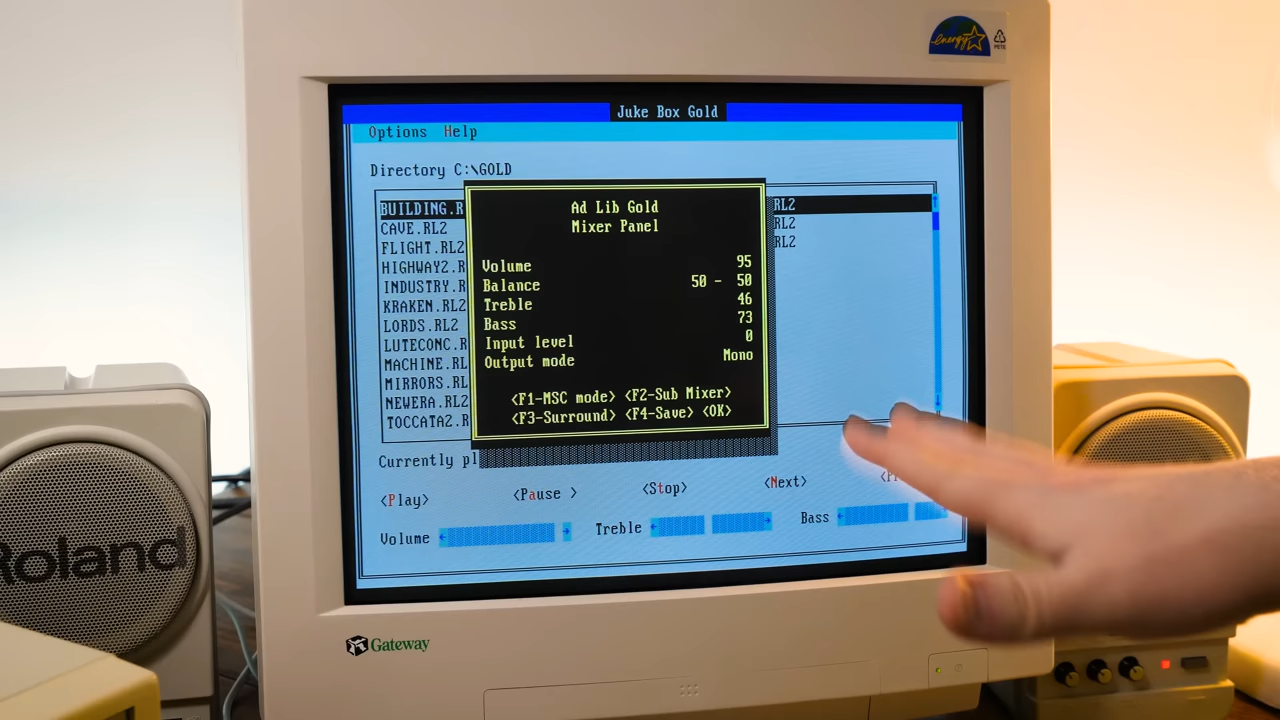 energy
PETE
Juke Box Gold
Options Help
Directory C:\GOLD
BUILDING.R
CAVE.RL2
FLIGHT.RL2
HIGHWAY2.R
INDUSTRY.R
KRAKEN.RL2
LORDS.RL2
LUTECONC.R
MACHINE.RL
MIRRORS.RL
NEWERA.RL2
TOCCATA2.R
RL2
RL2
RL2
Ad Lib Gold
Mixer Panel
Volume 95
Balance 50 - 50
Treble 46
Bass 73
Input level 0
Output mode Mono
<F1-MSC mode> <F2-Sub Mixer>
<F3-Surround> <F4-Save> <OK>
Currently pl
<Play> <Pause > <Stop> <Next>
Volume Treble Bass
Roland
Gateway